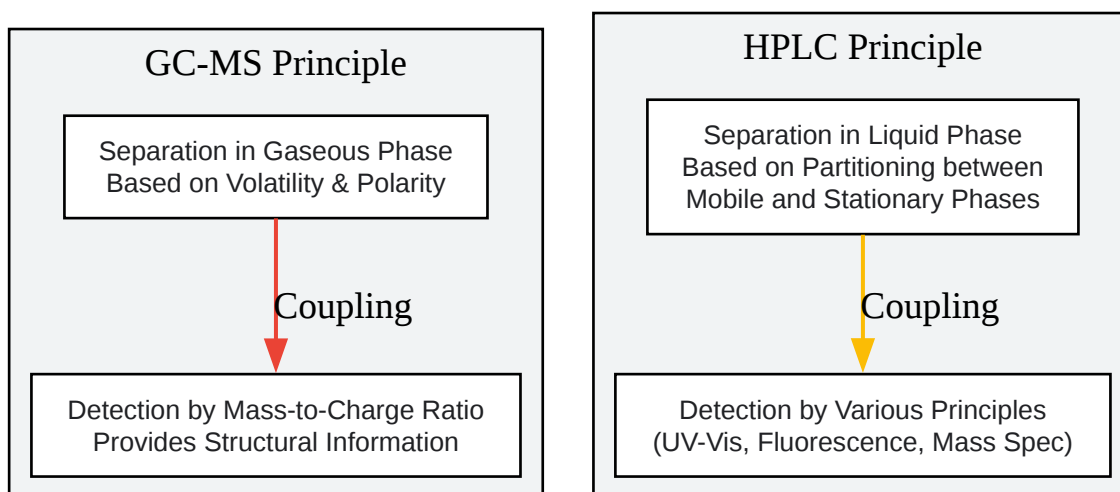 GC-MS Principle
Separation in Gaseous Phase
Based on Volatility & Polarity
Coupling
Detection by Mass-to-Charge Ratio
Provides Structural Information
HPLC Principle
Separation in Liquid Phase
Based on Partitioning between
Mobile and Stationary Phases
Coupling
Detection by Various Principles
(UV-Vis, Fluorescence, Mass Spec)